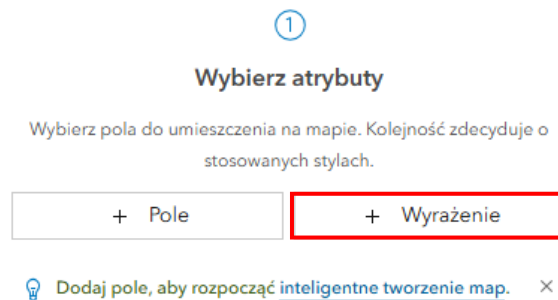 1
Wybierz atrybuty
Wybierz pola do umieszczenia na mapie. Kolejność zdecyduje o
stosowanych stylach.
+ Pole + Wyrażenie
Dodaj pole, aby rozpocząć inteligentne tworzenie map. ×